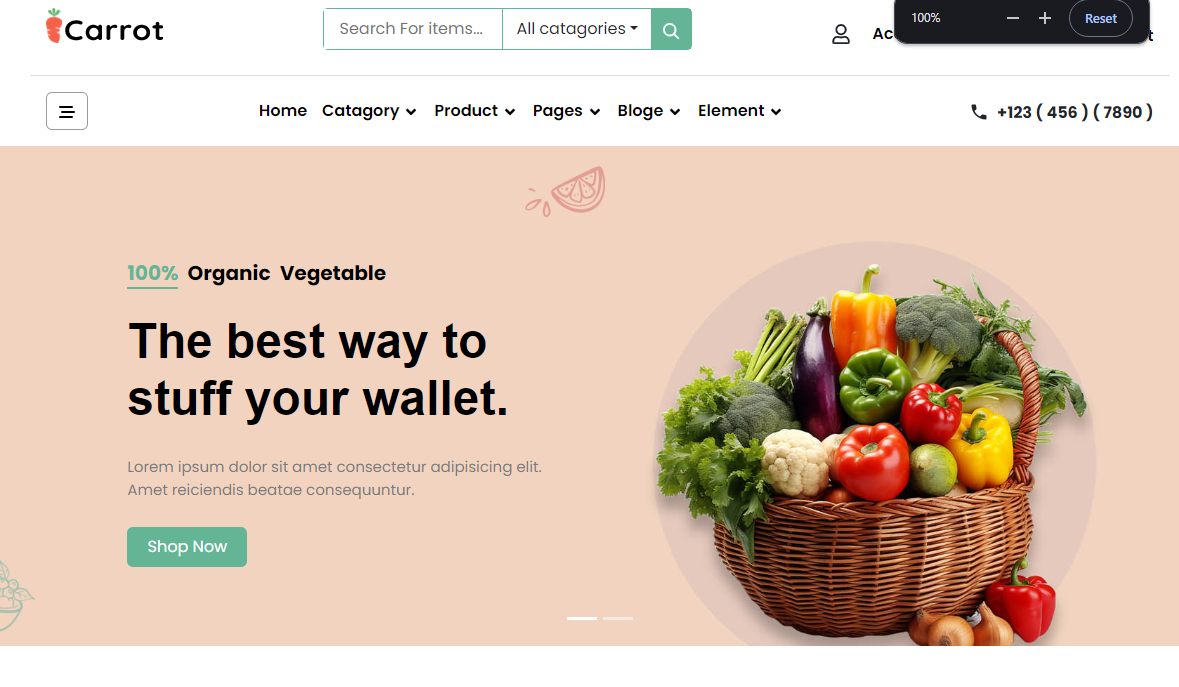 Carrot
Search For items...
All catagories
100%
Reset
Home
Catagory
Product
Pages
Bloge
Element
+123 ( 456 ) ( 7890 )
100% Organic Vegetable
The best way to
stuff your wallet.
Lorem ipsum dolor sit amet consectetur adipisicing elit.
Amet reiciendis beatae consequuntur.
Shop Now